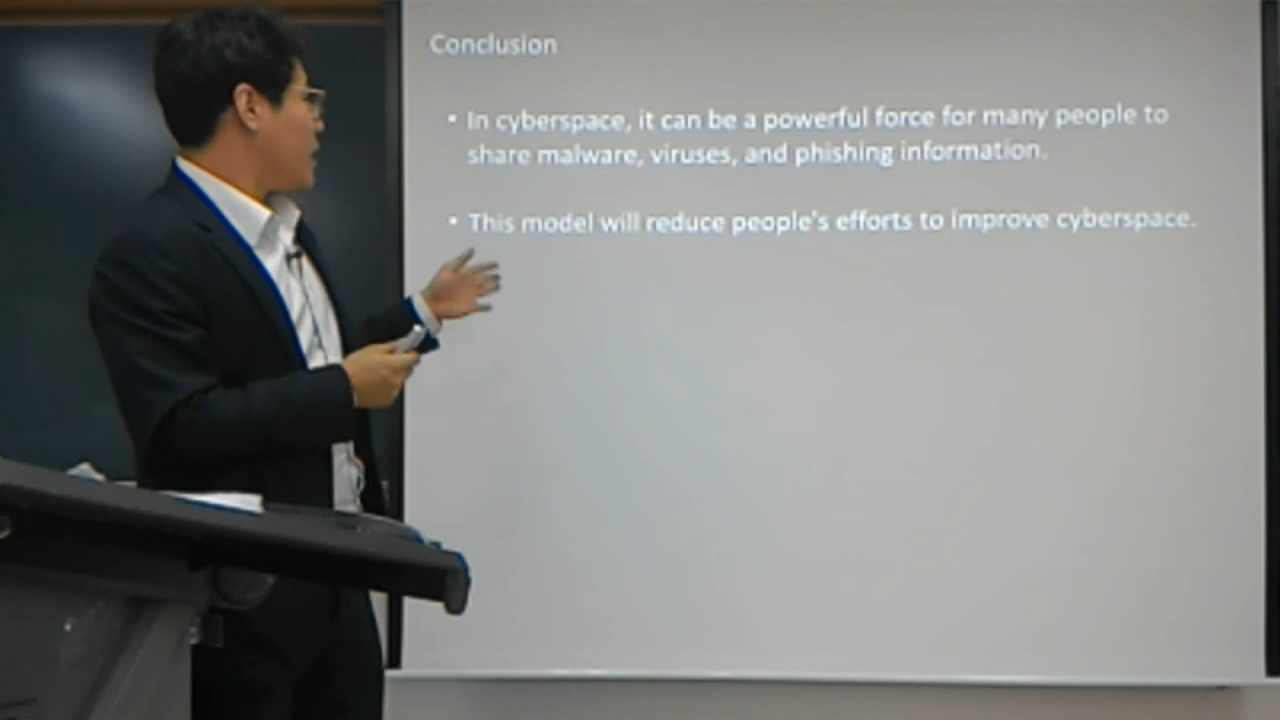 Conclusion
• In cyberspace, it can be a powerful force for many people to
share malware, viruses, and phishing information.
• This model will reduce people's efforts to improve cyberspace.